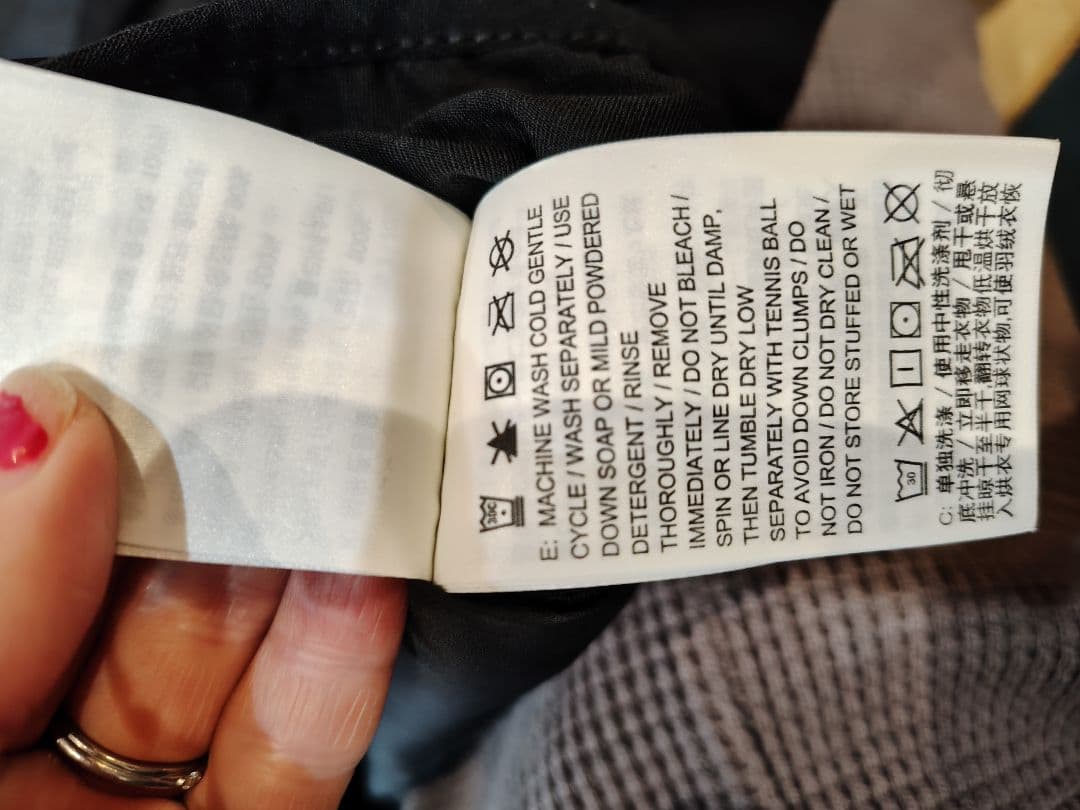 30C
E: MACHINE WASH COLD GENTLE
CYCLE / WASH SEPARATELY / USE
DOWN SOAP OR MILD POWDERED
DETERGENT / RINSE
THOROUGHLY / REMOVE
IMMEDIATELY / DO NOT BLEACH /
SPIN OR LINE DRY UNTIL DAMP,
THEN TUMBLE DRY LOW
SEPARATELY WITH TENNIS BALL
TO AVOID DOWN CLUMPS / DO
NOT IRON / DO NOT DRY CLEAN /
DO NOT STORE STUFFED OR WET
30
C: 单独洗涤 / 使用中性洗涤剂 / 彻
底冲洗 / 立即移走衣物 / 甩干或悬
挂晾干至半干,翻转衣物低温烘干放
入烘衣专用网球状物,可使羽绒衣恢